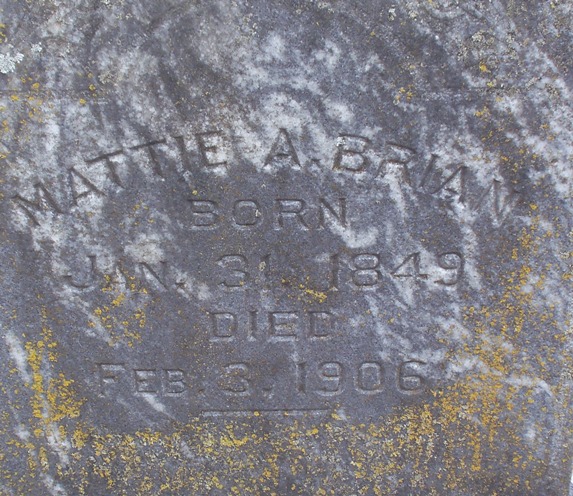 MATTIE A. BRIAN
BORN
JAN. 31, 1849
DIED
FEB. 3, 1906